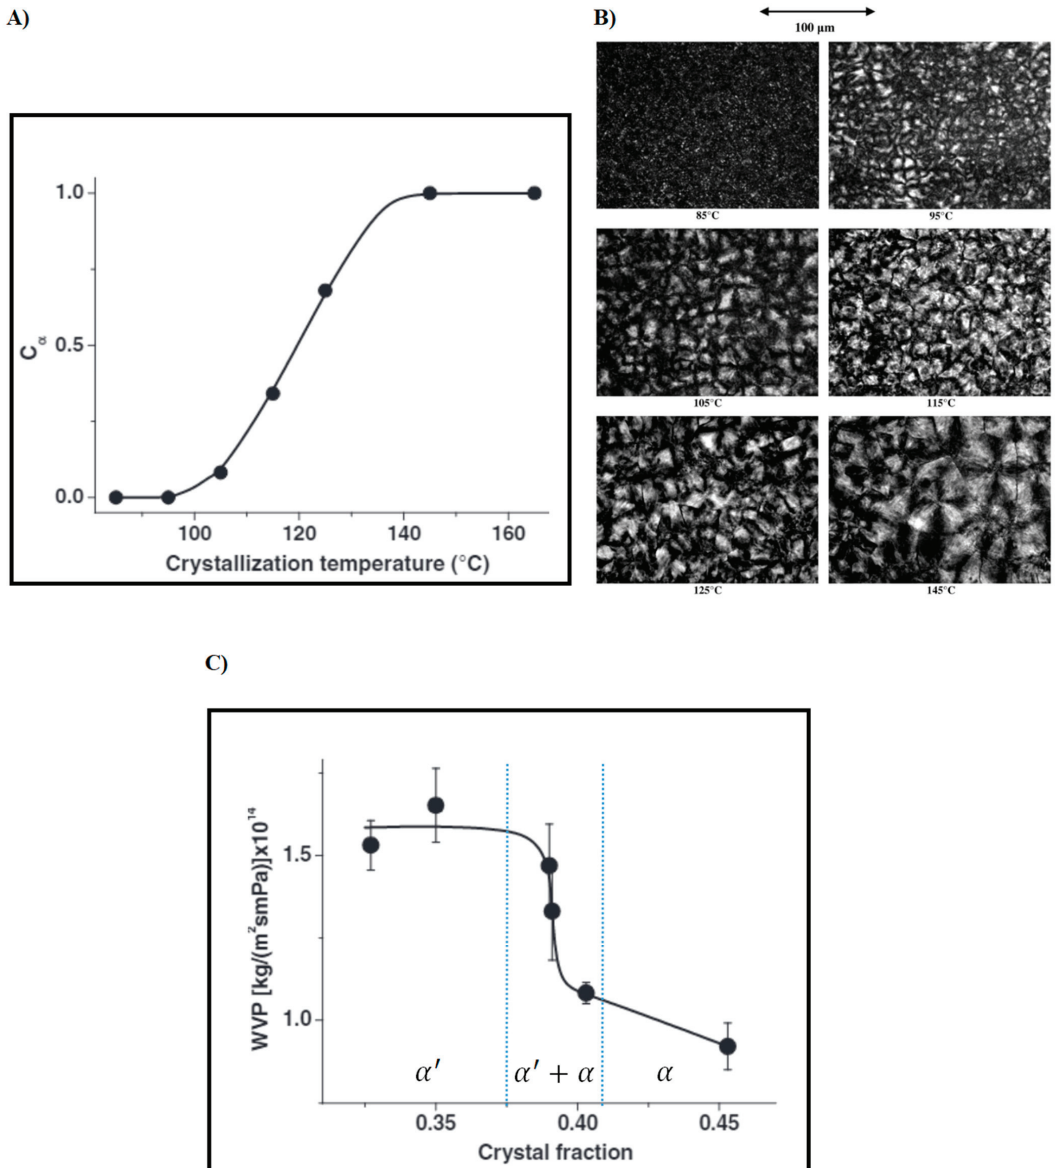 A)
1.0
0.5
0.0
Cα
100 120 140 160
Crystallization temperature (°C)
B)
100 μm
85°C 95°C
105°C 115°C
125°C 145°C
C)
WVP [kg/(m²smPa)]x10¹⁴
1.5
1.0
α′ α′ + α α
0.35 0.40 0.45
Crystal fraction